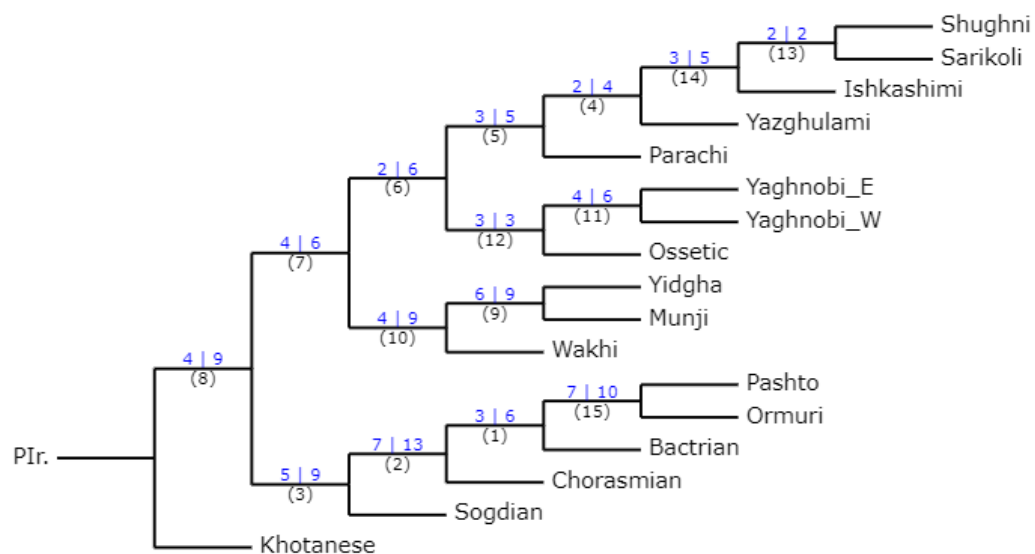 Shughni
2 | 2
(13)
Sarikoli
3 | 5
(14)
Ishkashimi
2 | 4
(4)
Yazghulami
3 | 5
(5)
Parachi
2 | 6
(6)
Yaghnobi_E
4 | 6
(11)
Yaghnobi_W
3 | 3
(12)
Ossetic
4 | 6
(7)
Yidgha
6 | 9
(9)
Munji
4 | 9
(10)
Wakhi
4 | 9
(8)
Pashto
7 | 10
(15)
Ormuri
3 | 6
(1)
Bactrian
7 | 13
(2)
Chorasmian
5 | 9
(3)
Sogdian
PIr.
Khotanese